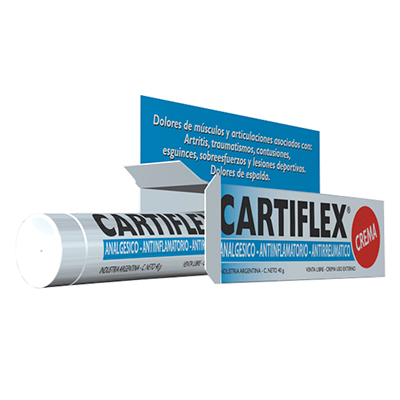 Dolores de músculos y articulaciones asociados con:
Artritis, traumatismos, contusiones,
esguinces, sobreesfuerzos y lesiones deportivas.
Dolores de espalda.
CARTIFLEX
ANALGESICO - ANTIINFLAMATORIO -
INDUSTRIA ARGENTINA - C. NETO 40 g
CARTIFLEX®
ANALGESICO - ANTIINFLAMATORIO - ANTIRREUMATICO
INDUSTRIA ARGENTINA - C. NETO 40 g
VENTA LIBRE - CREMA USO EXTERNO
CREMA